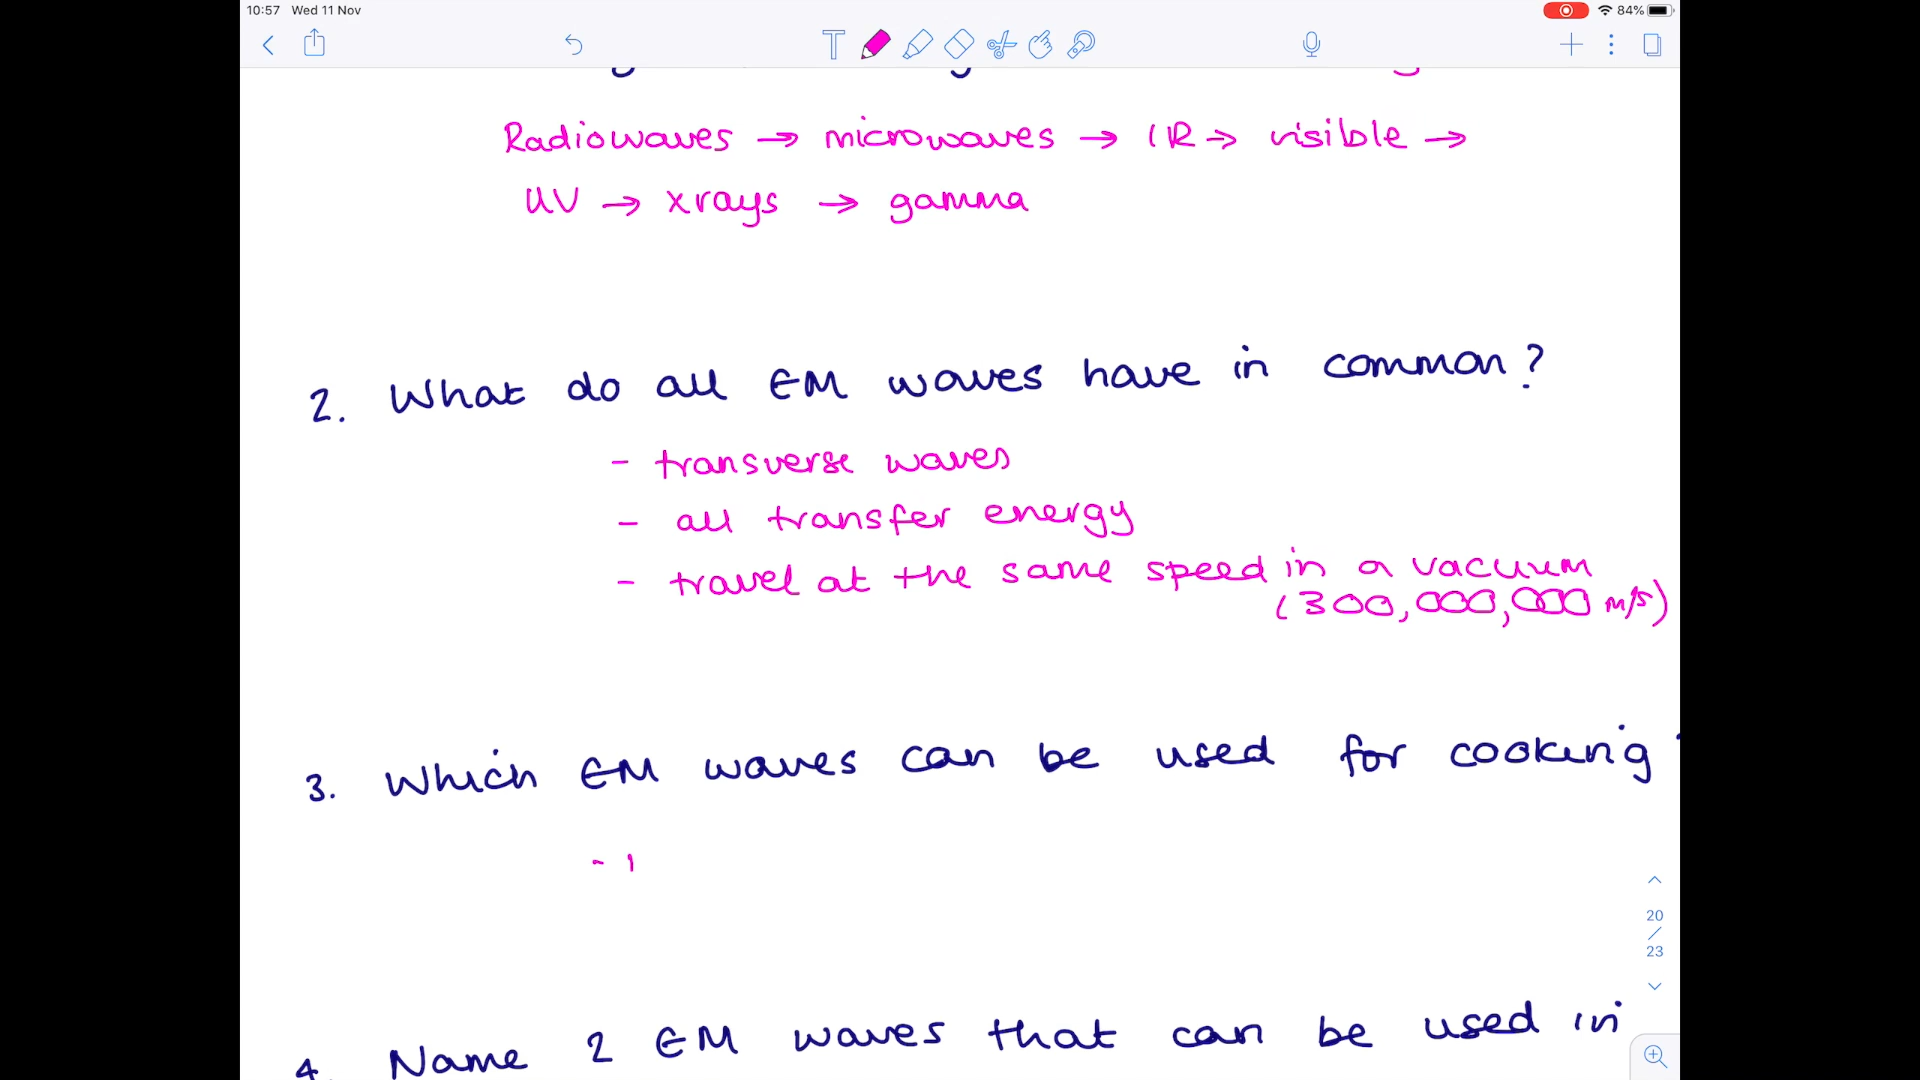 10:57 Wed 11 Nov
84%
T
Radiowaves → microwaves → IR → visible →
UV → xrays → gamma
2. What do all EM waves have in common?
- transverse waves
- all transfer energy
- travel at the same speed in a vacuum
(300,000,000 m/s)
3. Which EM waves can be used for cooking
- I
20
/
23
4. Name 2 EM waves that can be used in